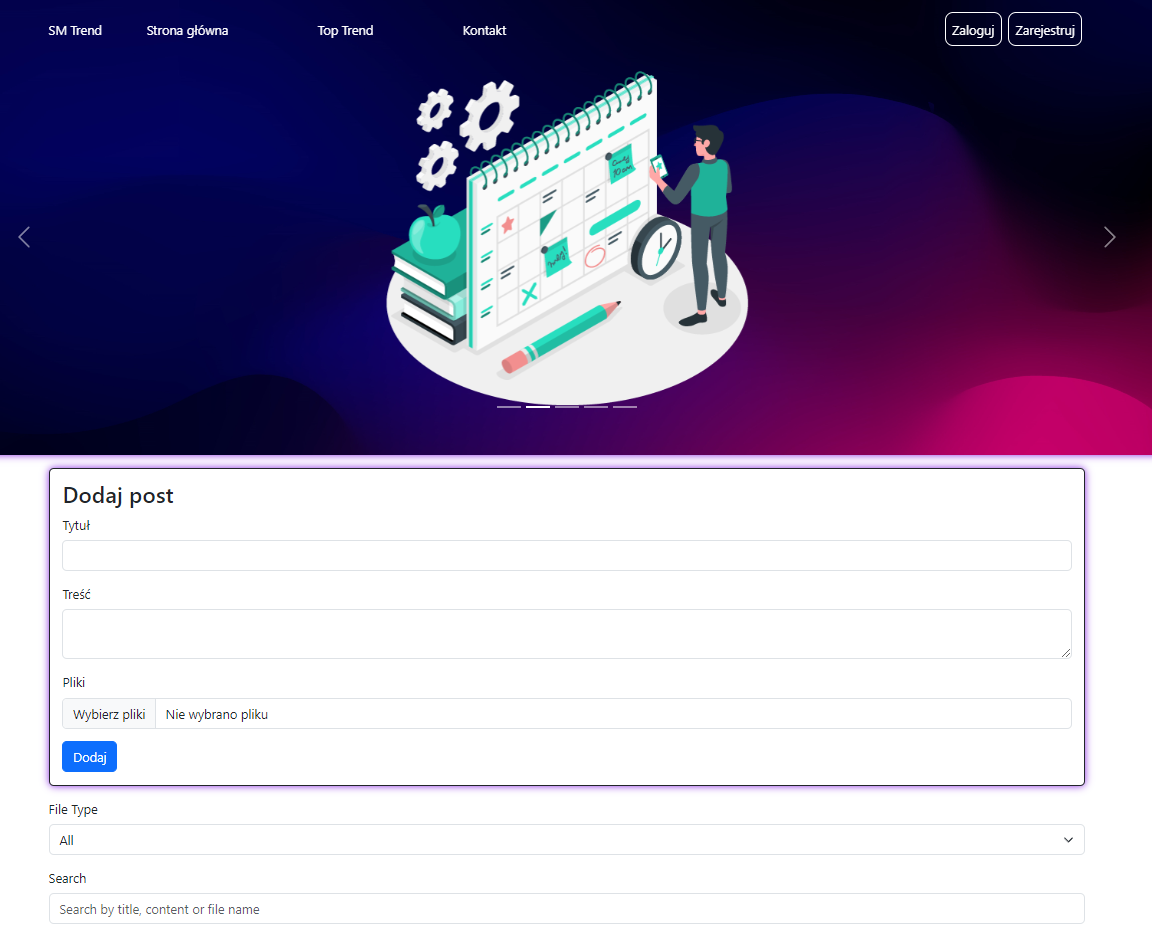 SM Trend Strona główna Top Trend Kontakt Zaloguj Zarejestruj
Dodaj post
Tytuł
Treść
Pliki
Wybierz pliki Nie wybrano pliku
Dodaj
File Type
All
Search
Search by title, content or file name